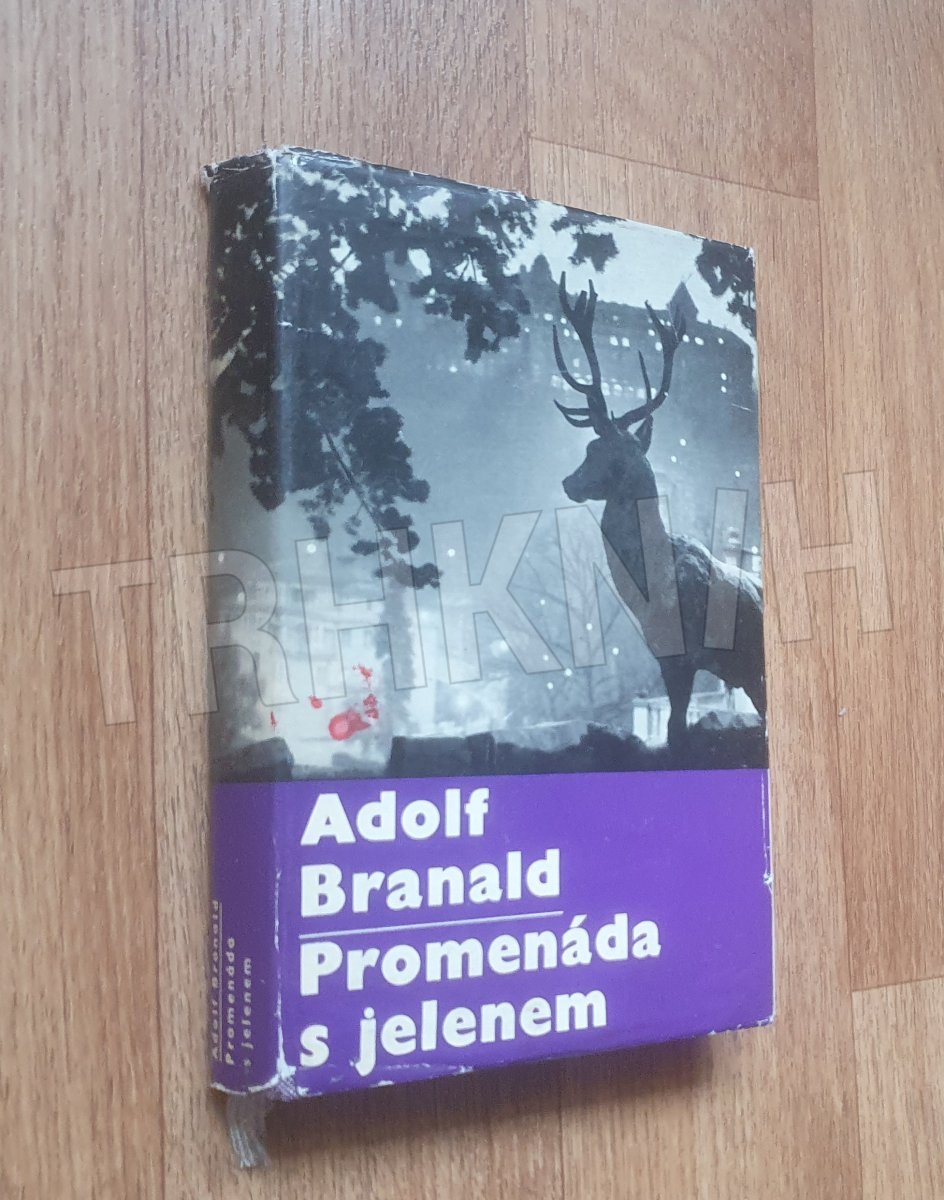 Adolf
Branald
Promenáda
s jelenem
Adolf Branald
Promenáda
s jelenem
TRHKNIH